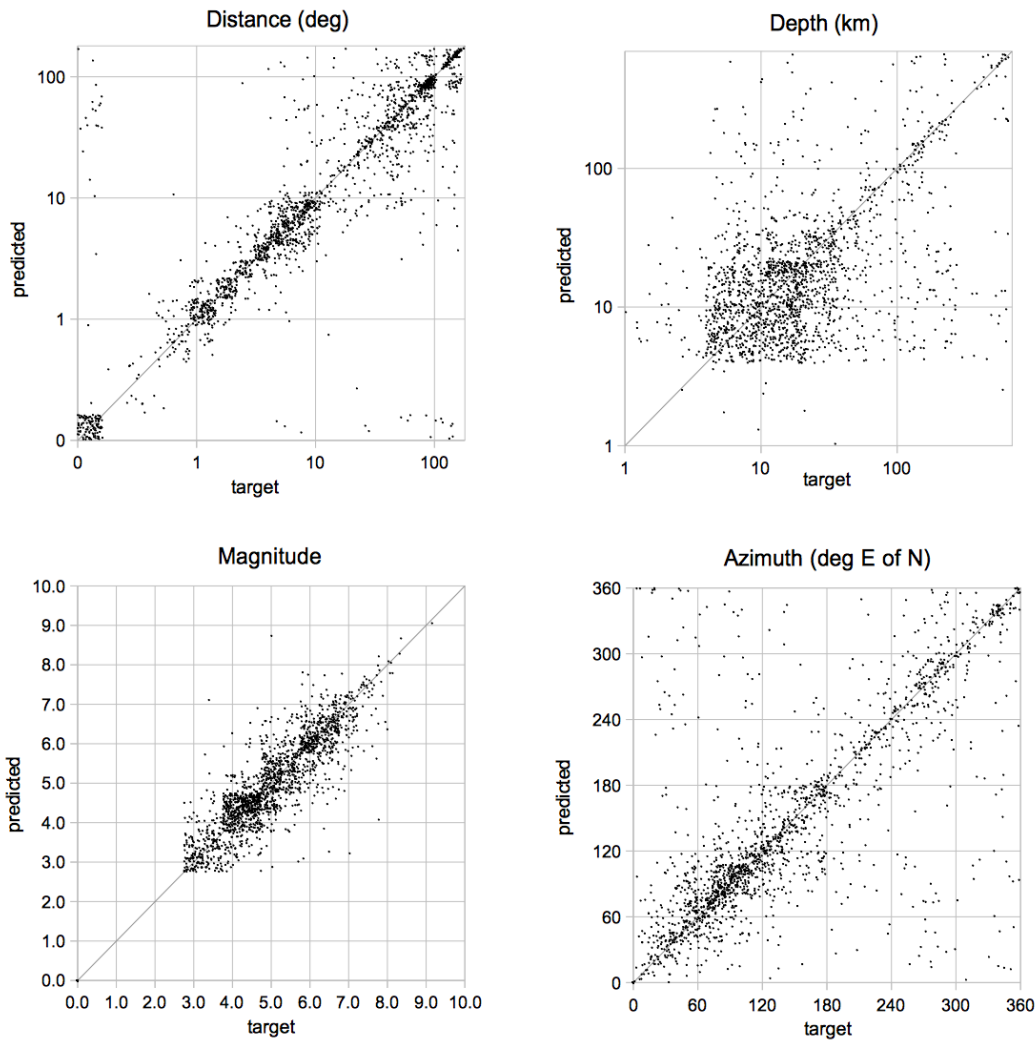 Distance (deg)
100
10
1
0
0 1 10 100
predicted
target
Depth (km)
100
10
1
1 10 100
predicted
target
Magnitude
10.0
9.0
8.0
7.0
6.0
5.0
4.0
3.0
2.0
1.0
0.0
0.0 1.0 2.0 3.0 4.0 5.0 6.0 7.0 8.0 9.0 10.0
predicted
target
Azimuth (deg E of N)
360
300
240
180
120
60
0
0 60 120 180 240 300 360
predicted
target